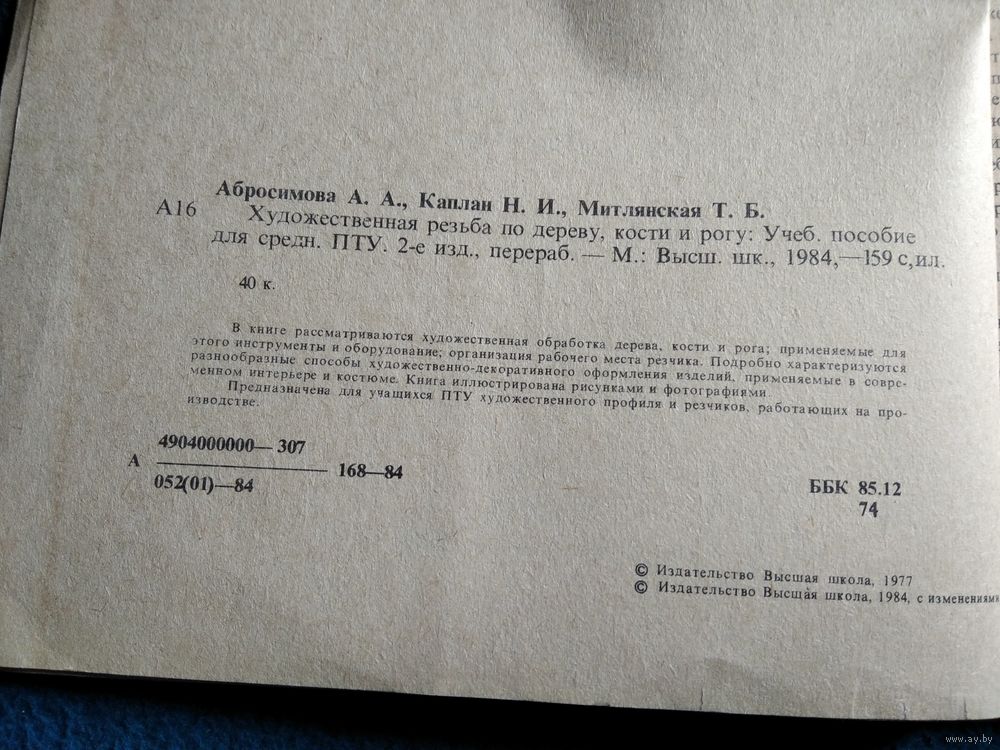 Абросимова А. А., Каплан Н. И., Митлянская Т. Б.
А16 Художественная резьба по дереву, кости и рогу: Учеб. пособие
для средн. ПТУ. 2-е изд., перераб. — М.: Высш. шк., 1984,—159 с,ил.
40 к.
В книге рассматриваются художественная обработка дерева, кости и рога; применяемые для
этого инструменты и оборудование; организация рабочего места резчика. Подробно характеризуются
разнообразные способы художественно-декоративного оформления изделий, применяемые в совре-
менном интерьере и костюме. Книга иллюстрирована рисунками и фотографиями.
Предназначена для учащихся ПТУ художественного профиля и резчиков, работающих на про-
изводстве.
4904000000— 307
А 168—84
052(01)—84
ББК 85.12
74
© Издательство Высшая школа, 1977
© Издательство Высшая школа, 1984, с изменениями
www.ay.by